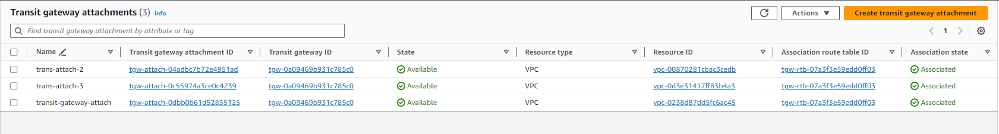 Transit gateway attachments (3) Info
Actions ▼
Create transit gateway attachment
Find transit gateway attachment by attribute or tag
1
Name Transit gateway attachment ID Transit gateway ID State Resource type Resource ID Association route table ID Association state
trans-attach-2 tgw-attach-04adbc7b72e4951ad tgw-0a09469b931c785c0 Available VPC vpc-00870281cbac3cedb tgw-rtb-07a3f3e59edd0ff03 Associated
trans-attach-3 tgw-attach-0c55974a3ce0c4239 tgw-0a09469b931c785c0 Available VPC vpc-0d3e31417ff83b4a3 tgw-rtb-07a3f3e59edd0ff03 Associated
transit-gateway-attach tgw-attach-0dbb0b61d52835125 tgw-0a09469b931c785c0 Available VPC vpc-0238d87dd5fc6ac45 tgw-rtb-07a3f3e59edd0ff03 Associated